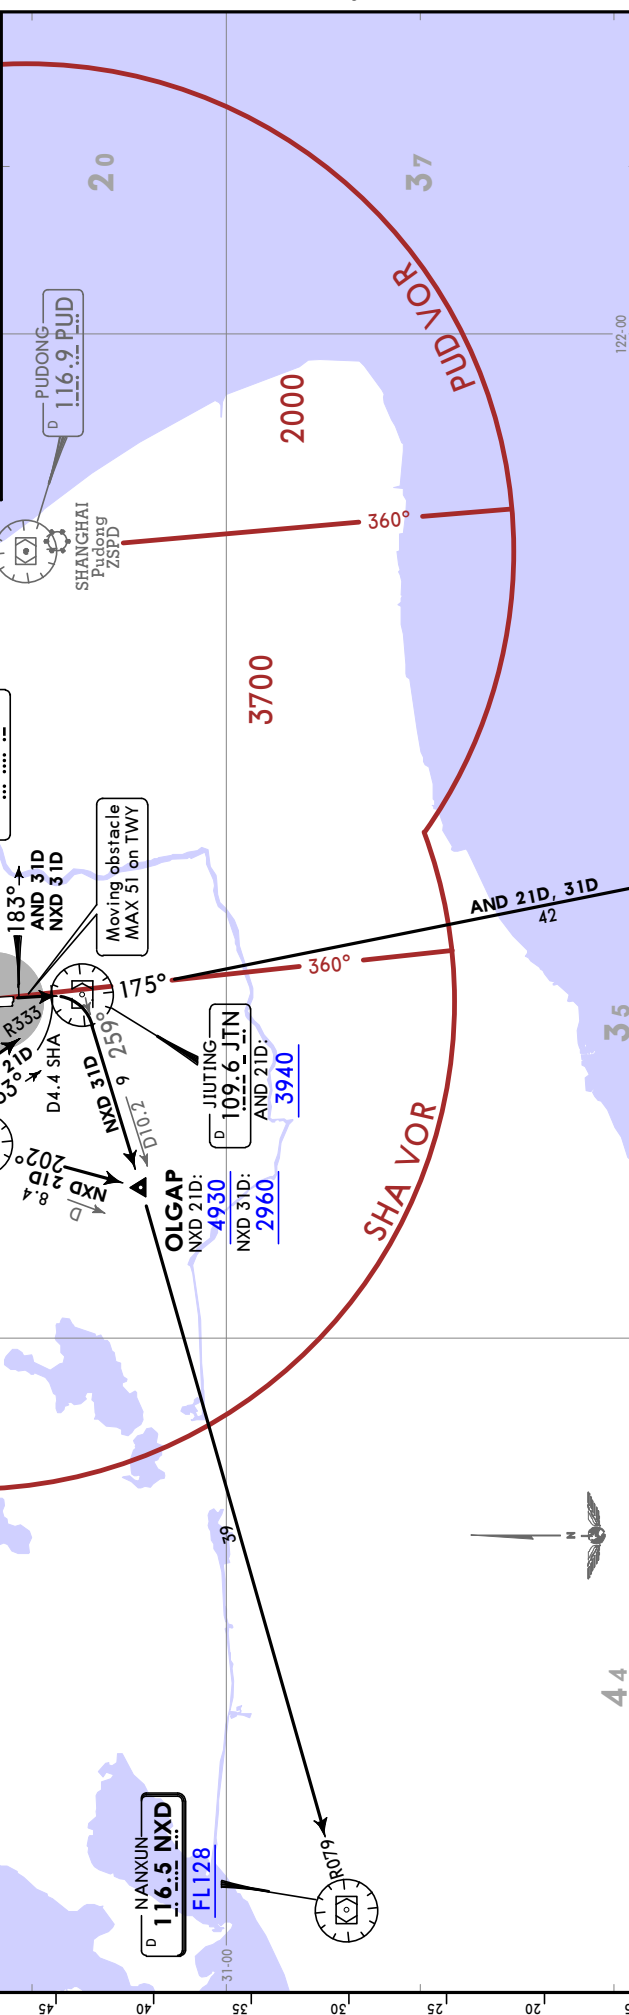 20
37
PUDONG
D 116.9 PUD
PUD VOR
122-00
2000
360°
SHANGHAI
Pudong
ZSPD
3700
183°
AND 31D
NXD 31D
Moving obstacle
MAX 51 on TWY
AND 21D, 31D
42
360°
175°
R333
21D
03°
D4.4 SHA
NXD 31D
9
259°
D10.2
JIUTING
D 109.6 JTN
AND 21D:
3940
35
202°
NXD 21D
8.4
D
OLGAP
NXD 21D:
4930
NXD 31D:
2960
SHA VOR
39
N
44
NANXUN
D 116.5 NXD
FL128
R079
31-00
45
40
35
30
25
20